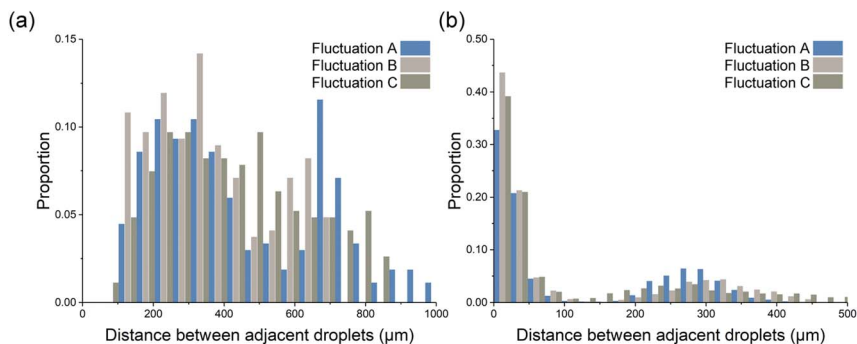 (a)
0.15
0.10
0.05
0.00
Proportion
Fluctuation A
Fluctuation B
Fluctuation C
200 400 600 800 1000
Distance between adjacent droplets (μm)
(b)
0.50
0.40
0.30
0.20
0.10
0.00
Proportion
Fluctuation A
Fluctuation B
Fluctuation C
0 100 200 300 400 500
Distance between adjacent droplets (μm)